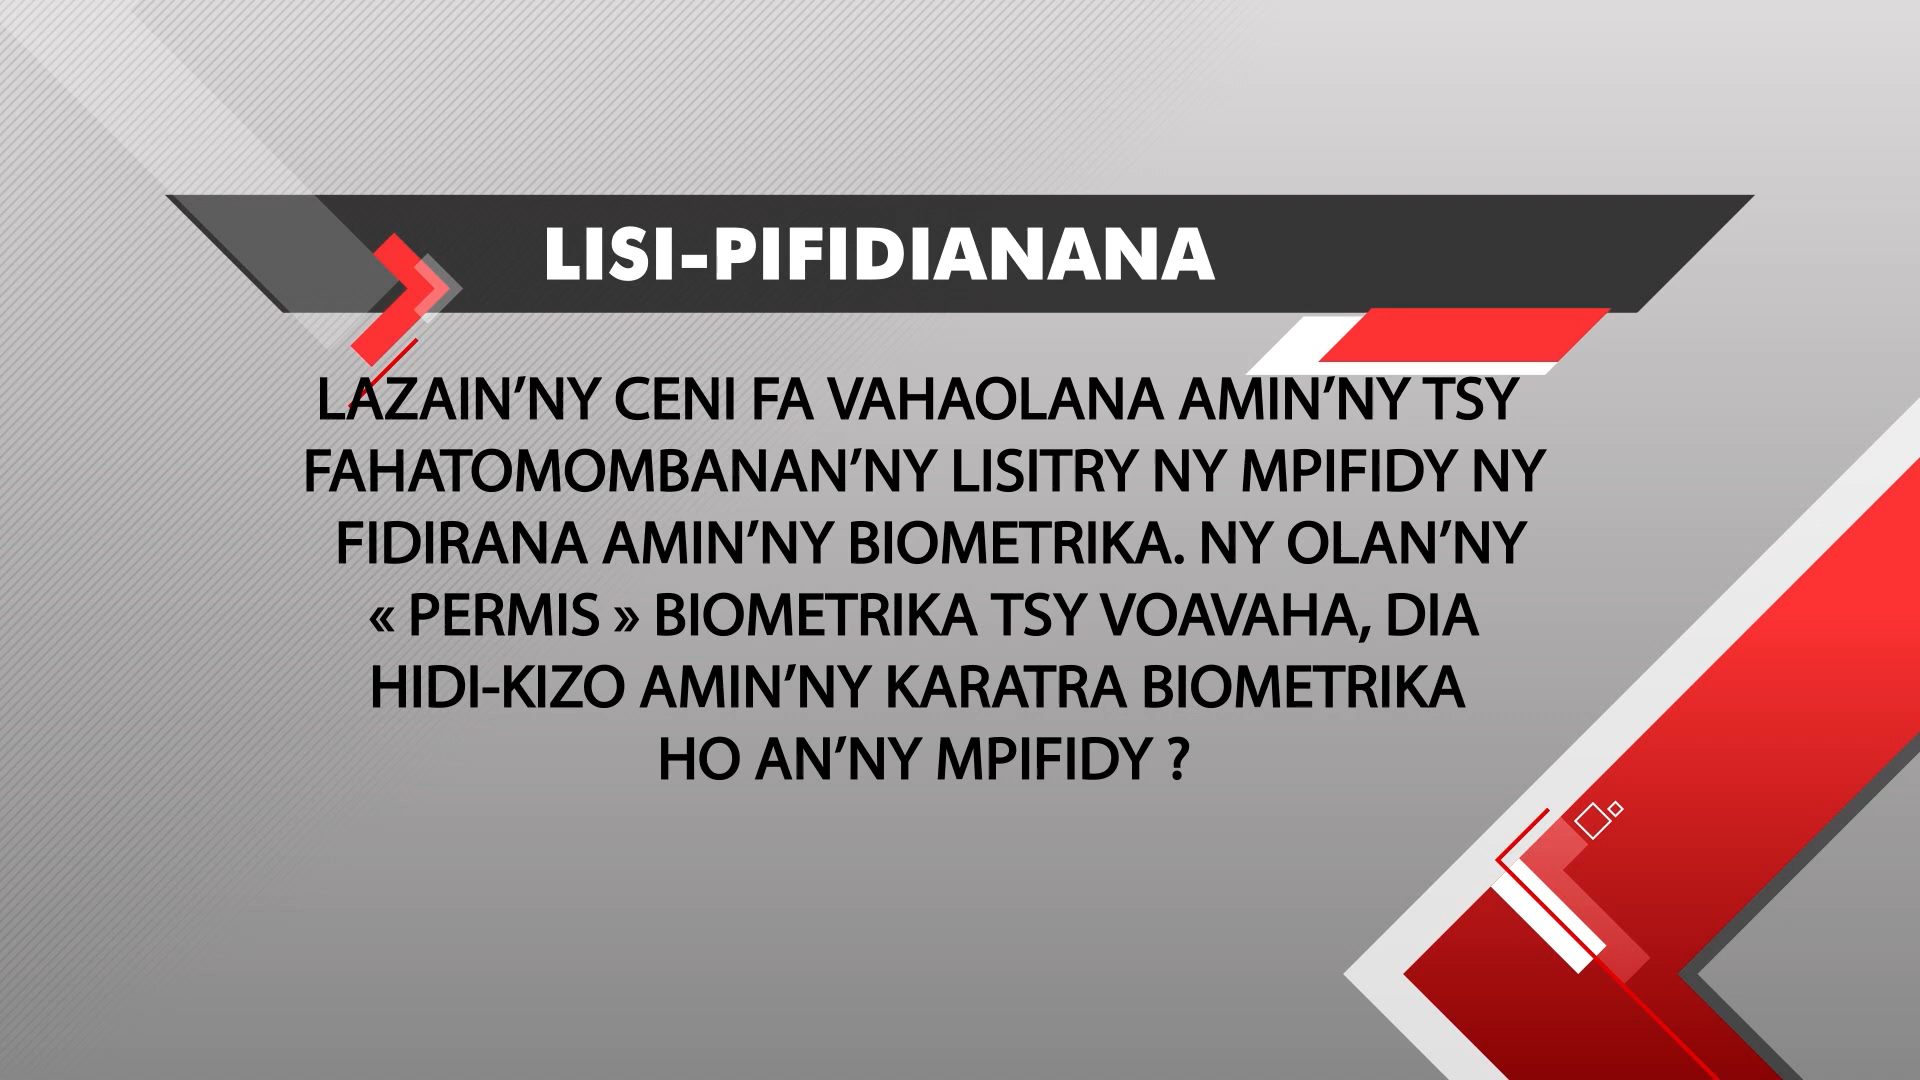 LISI-PIFIDIANANA
LAZAIN’NY CENI FA VAHAOLANA AMIN’NY TSY
FAHATOMOMBANAN’NY LISITRY NY MPIFIDY NY
FIDIRANA AMIN’NY BIOMETRIKA. NY OLAN’NY
« PERMIS » BIOMETRIKA TSY VOAVAHA, DIA
HIDI-KIZO AMIN’NY KARATRA BIOMETRIKA
HO AN’NY MPIFIDY ?